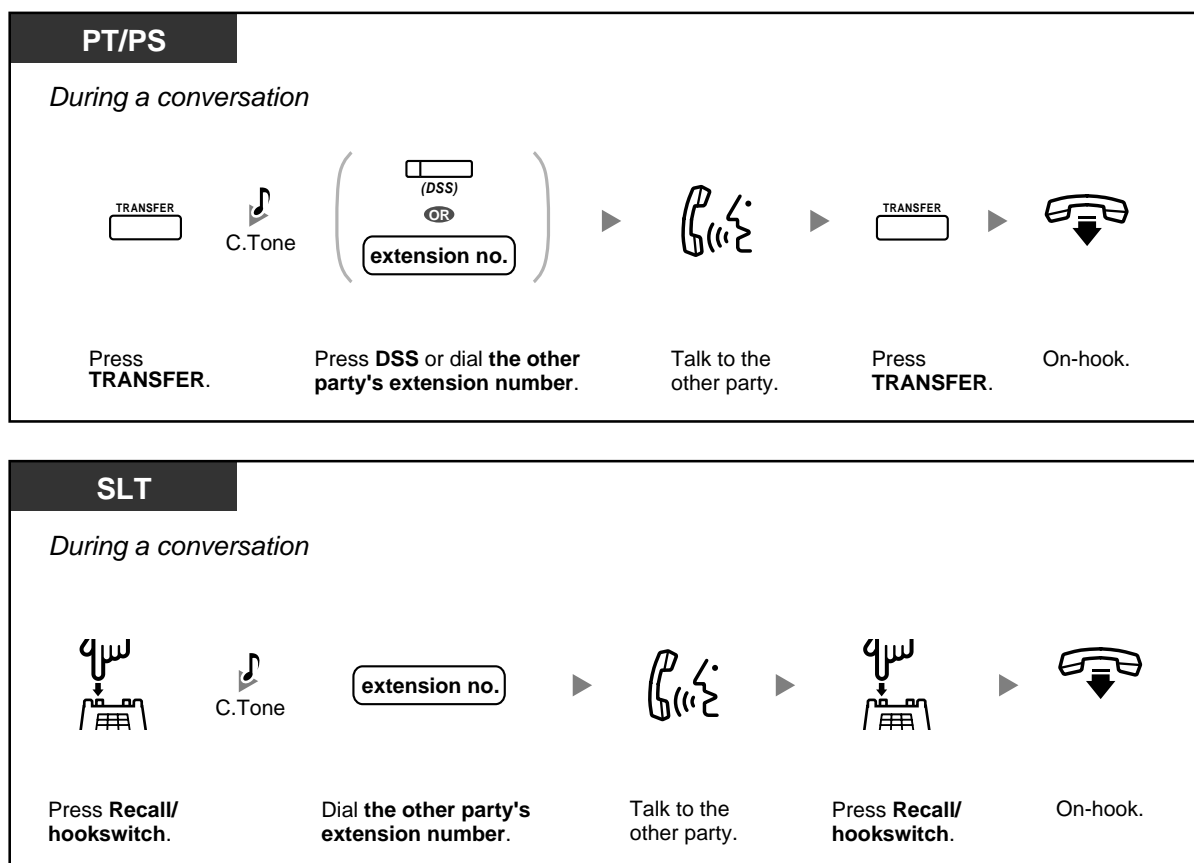 PT/PS
During a conversation
TRANSFER
C.Tone
(DSS)
OR
extension no.
TRANSFER
Press
TRANSFER.
Press DSS or dial the other
party's extension number.
Talk to the
other party.
Press
TRANSFER.
On-hook.
SLT
During a conversation
C.Tone
extension no.
Press Recall/
hookswitch.
Dial the other party's
extension number.
Talk to the
other party.
Press Recall/
hookswitch.
On-hook.